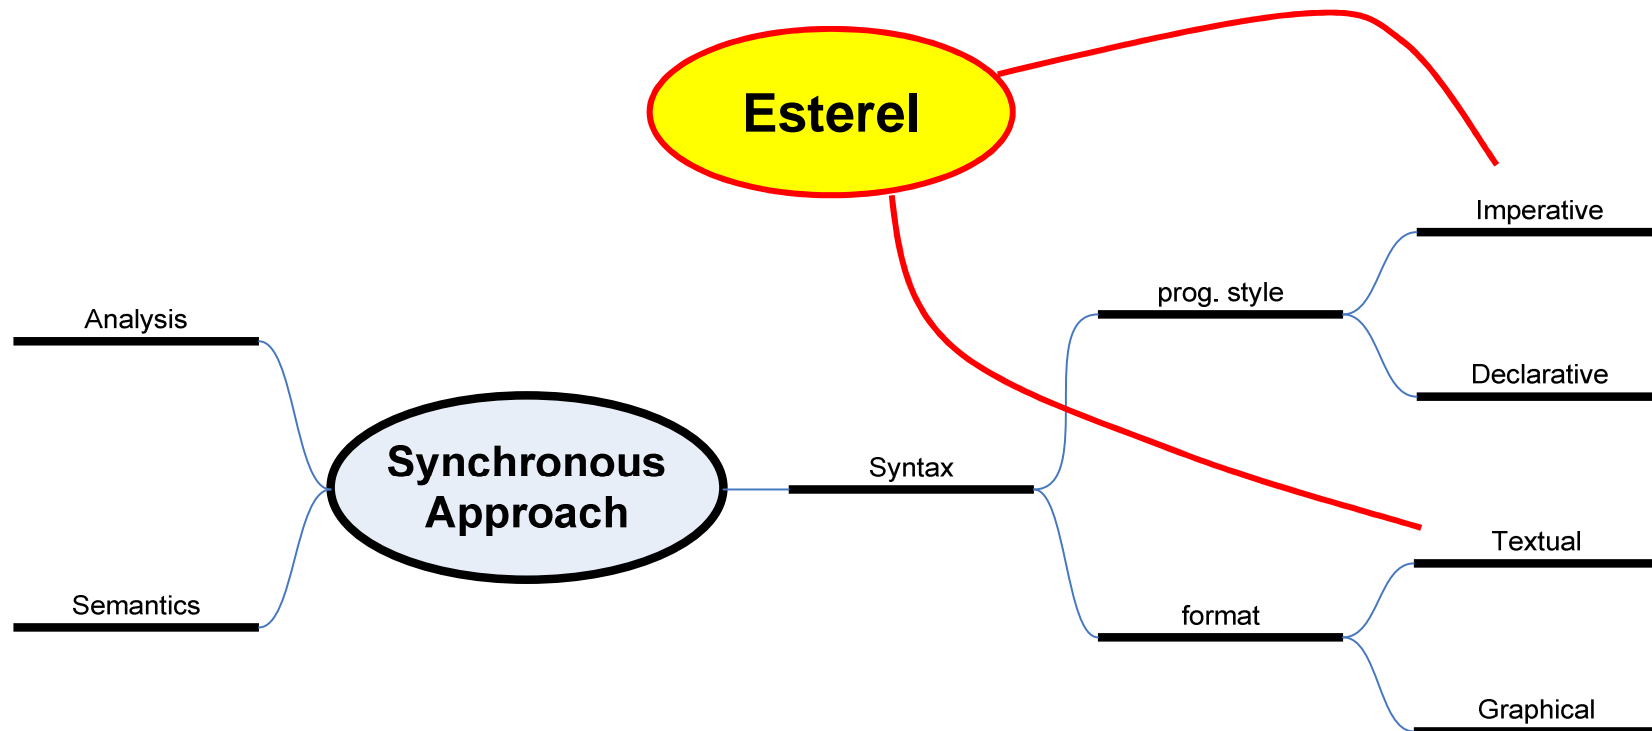 Esterel
Imperative
prog. style
Analysis
Declarative
Synchronous
Approach
Syntax
Textual
Semantics
format
Graphical